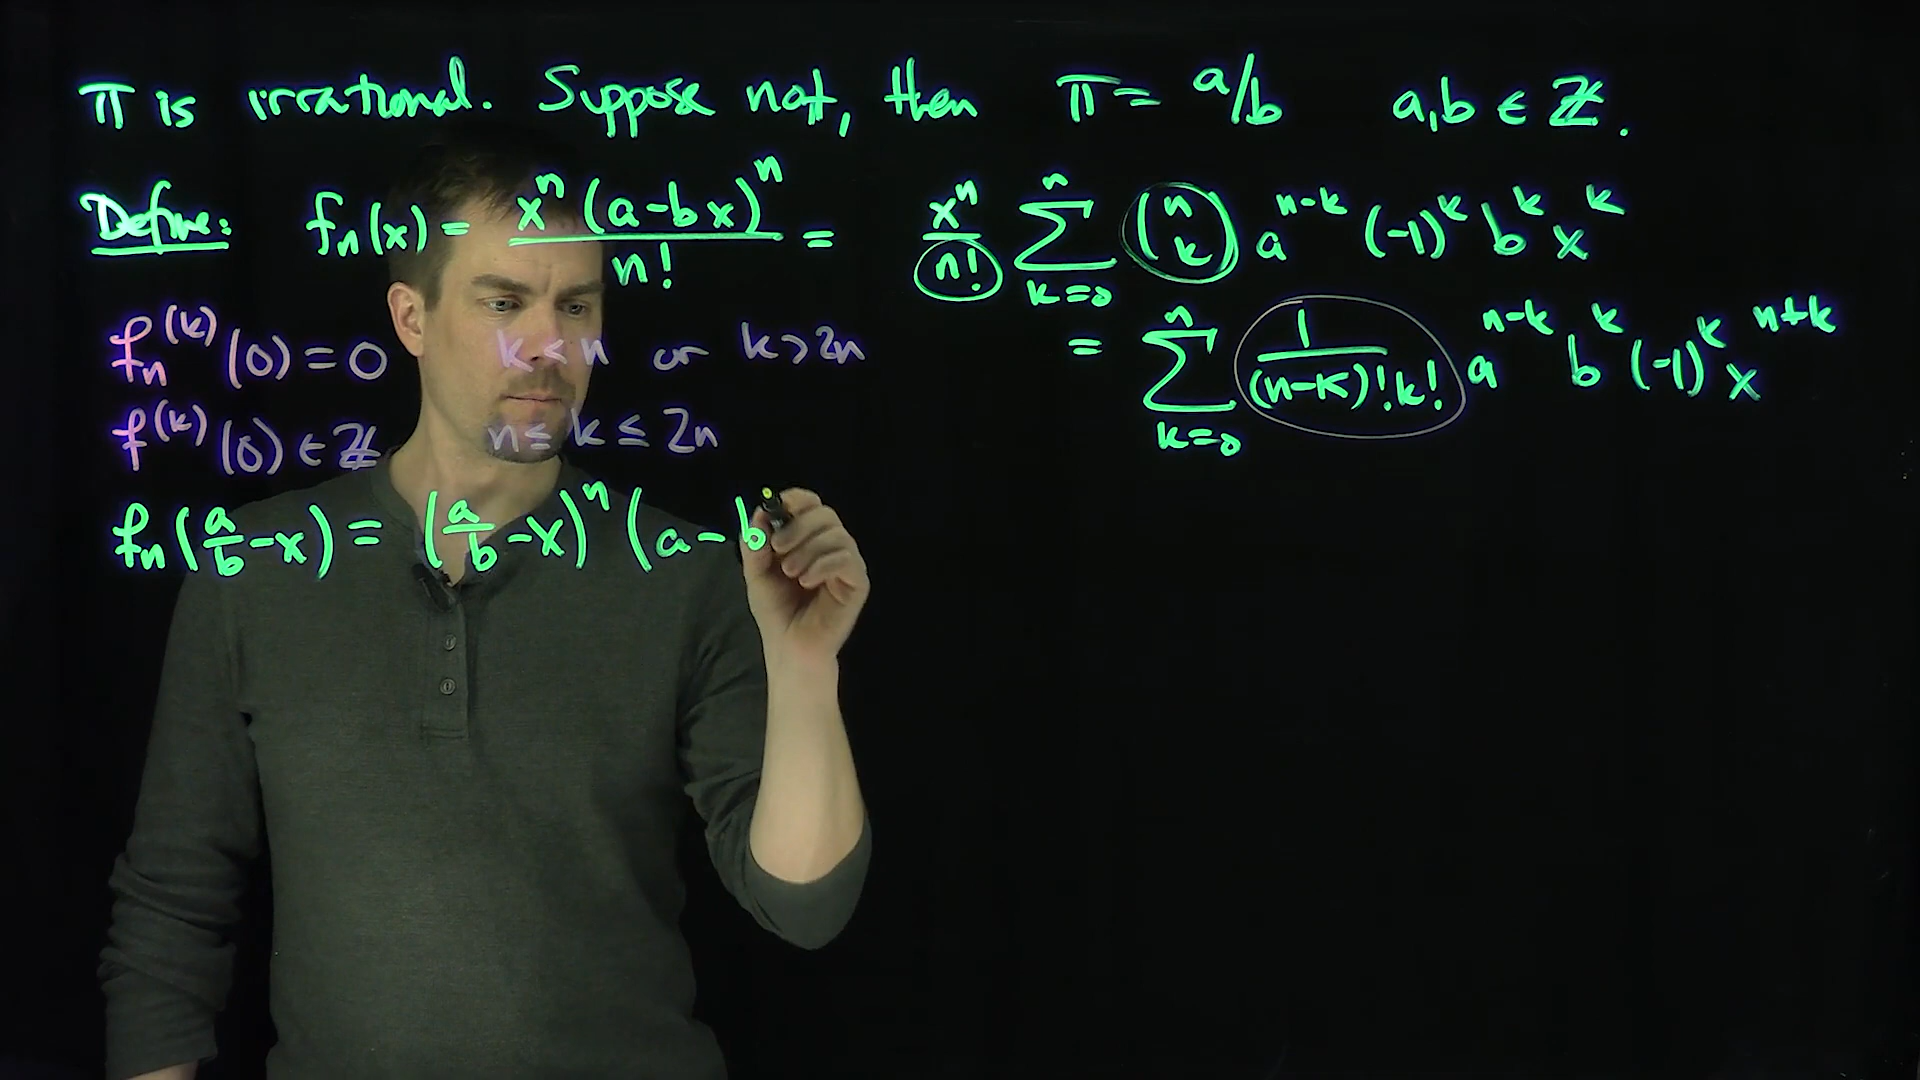 π is irrational. Suppose not, then π = a/b a,b ∈ ℤ.
Define: fₙ(x) = xⁿ(a-bx)ⁿ / n! = xⁿ/n! ∑_{k=0}^{n} (n k) a^{n-k} (-1)^k b^k x^k
= ∑_{k=0}^{n} 1/((n-k)!k!) a^{n-k} b^k (-1)^k x^{n+k}
fₙ^{(k)}(0) = 0 k < n or k > 2n
f^{(k)}(0) ∈ ℤ n ≤ k ≤ 2n
fₙ(a/b - x) = (a/b - x)ⁿ (a - b